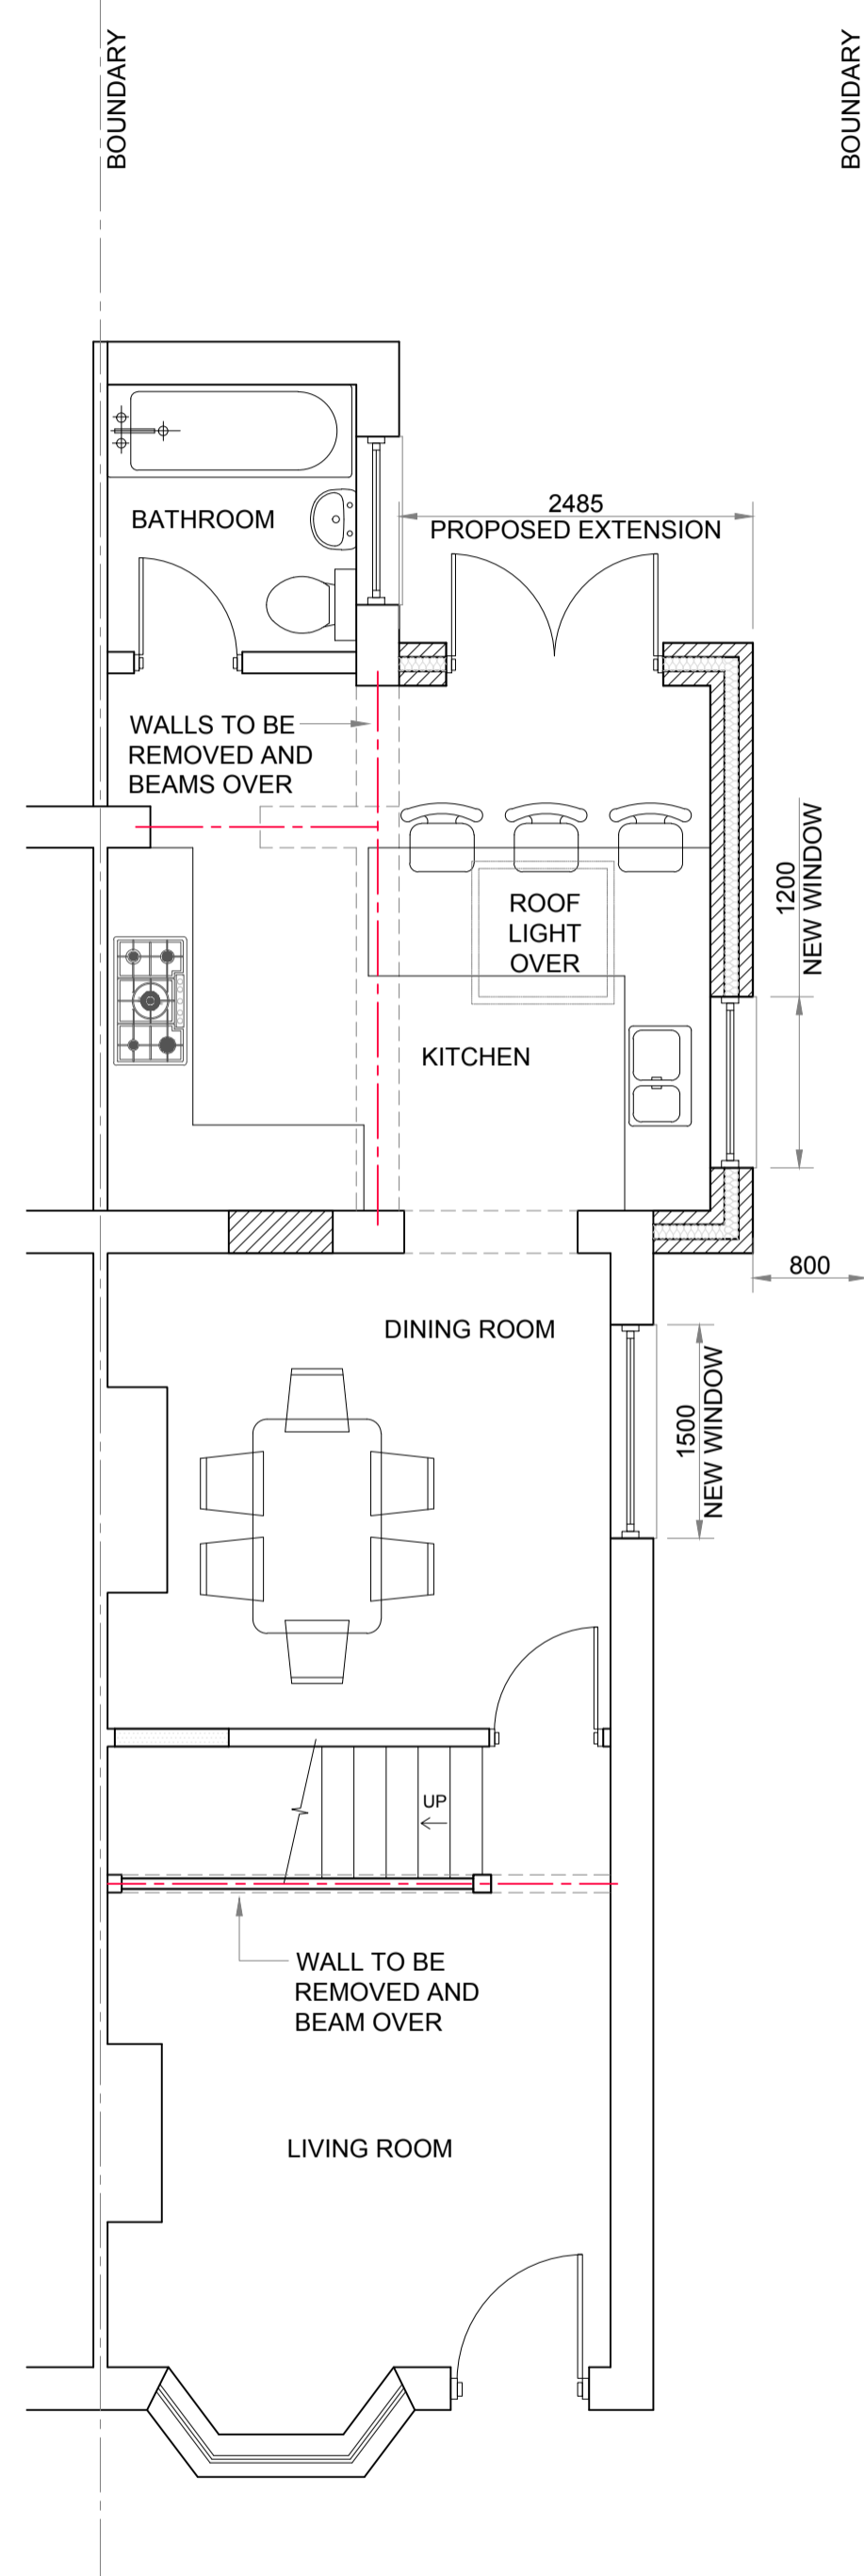 BOUNDARY
BOUNDARY
2485
PROPOSED EXTENSION
BATHROOM
WALLS TO BE
REMOVED AND
BEAMS OVER
ROOF
LIGHT
OVER
1200
NEW WINDOW
KITCHEN
800
DINING ROOM
1500
NEW WINDOW
UP
WALL TO BE
REMOVED AND
BEAM OVER
LIVING ROOM